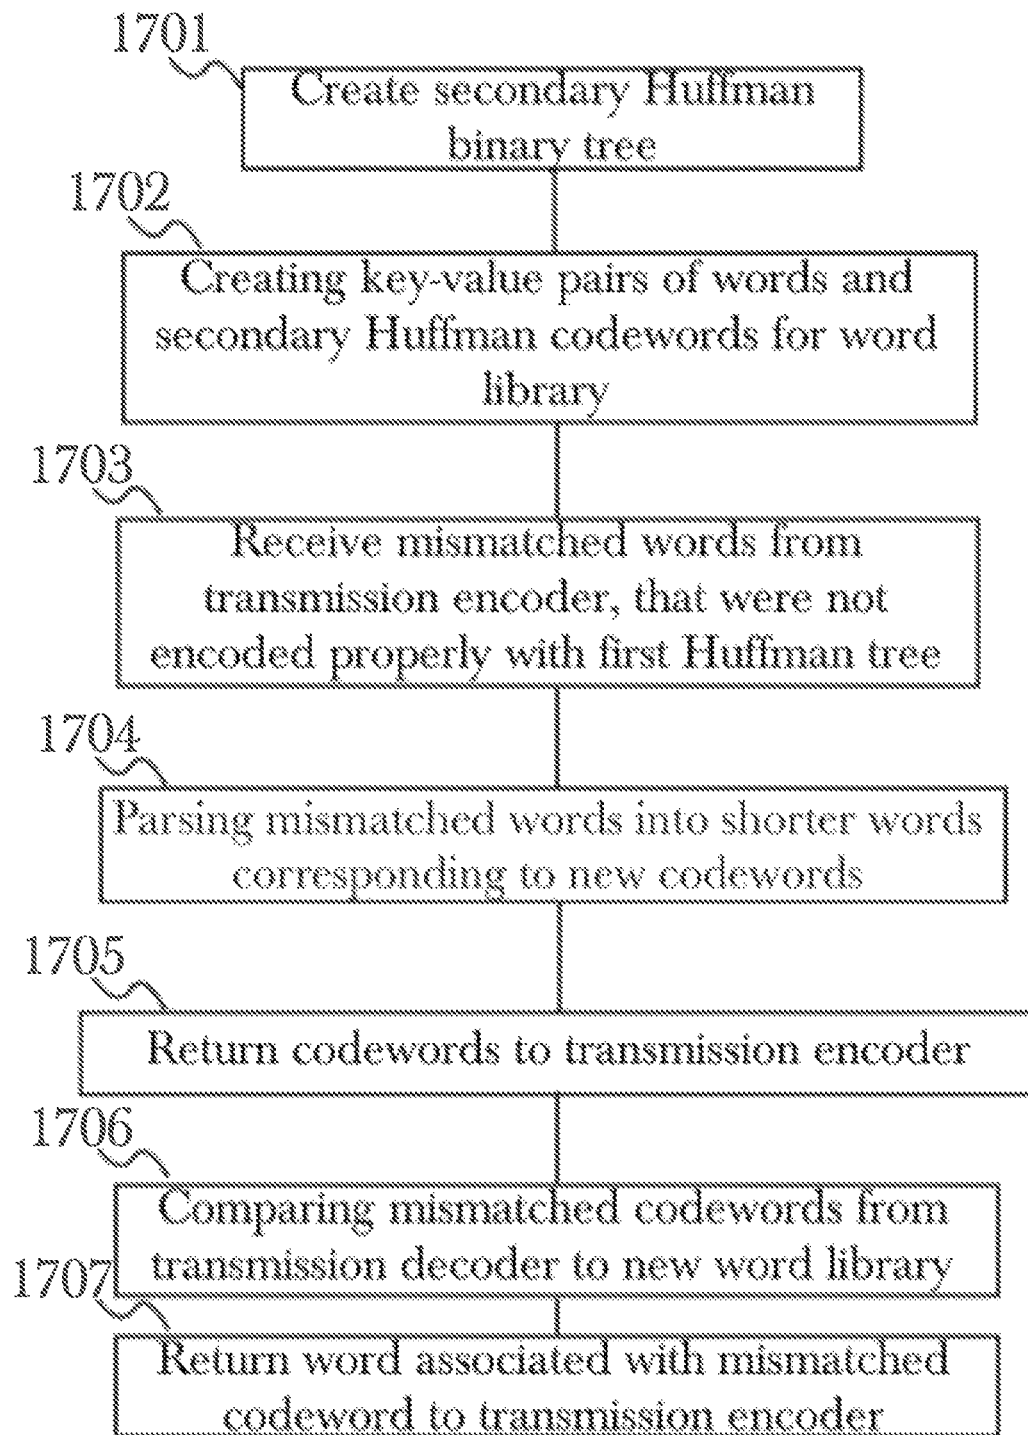 1701
Create secondary Huffman
binary tree
1702
Creating key-value pairs of words and
secondary Huffman codewords for word
library
1703
Receive mismatched words from
transmission encoder, that were not
encoded properly with first Huffman tree
1704
Parsing mismatched words into shorter words
corresponding to new codewords
1705
Return codewords to transmission encoder
1706
Comparing mismatched codewords from
transmission decoder to new word library
1707
Return word associated with mismatched
codeword to transmission encoder